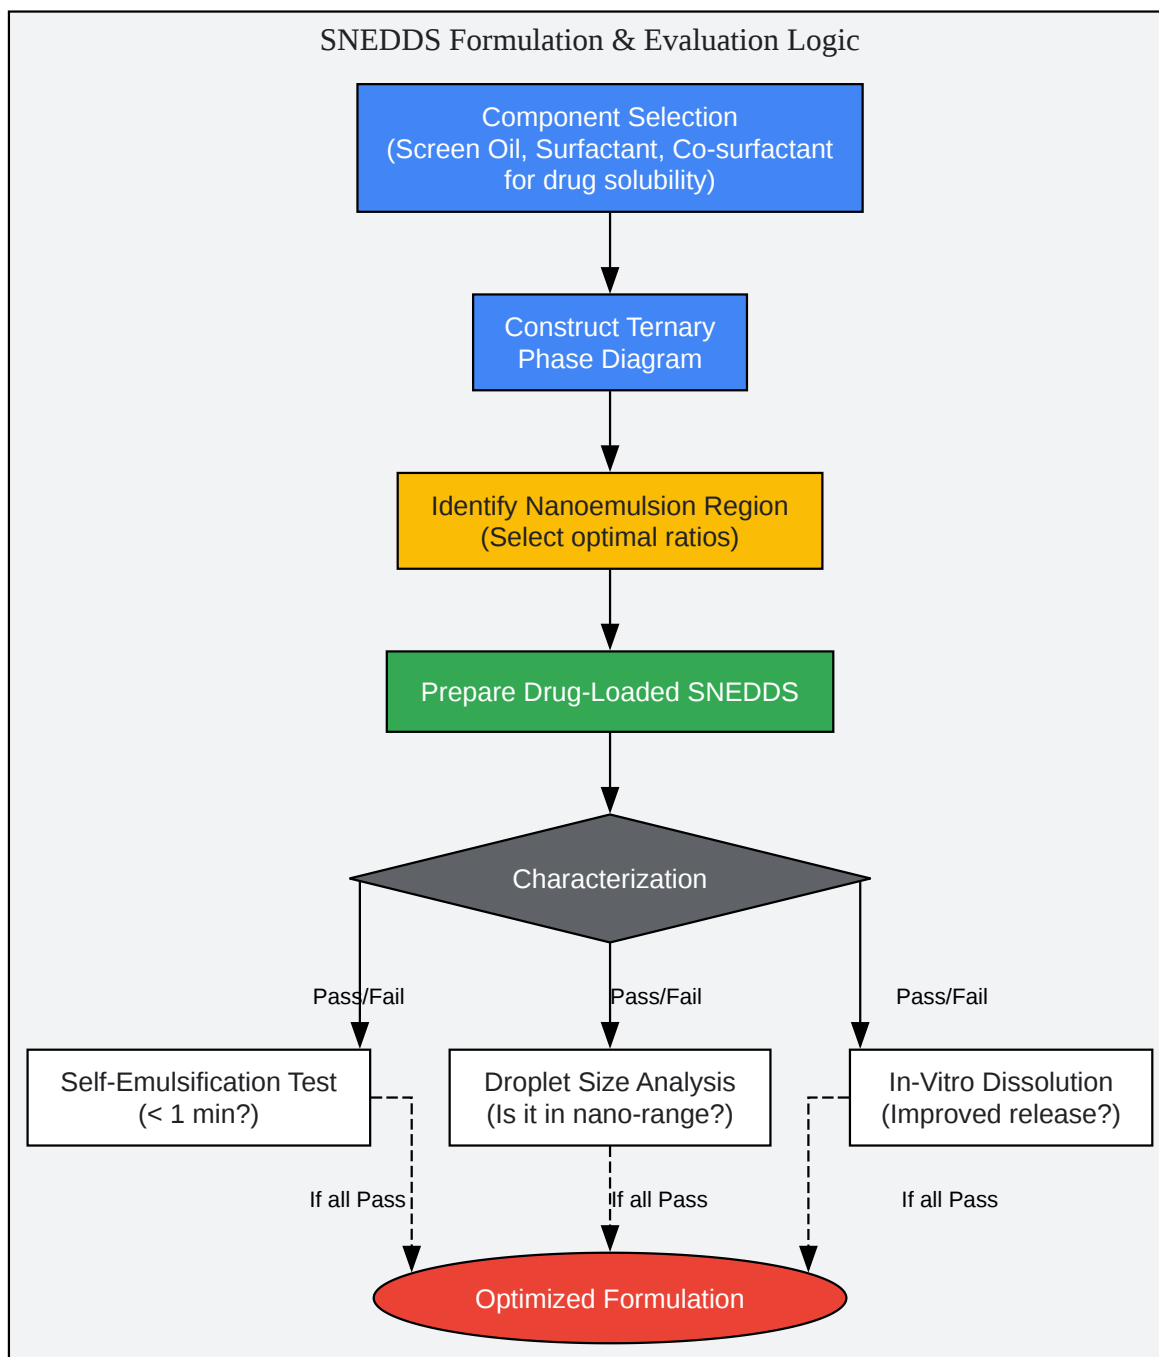 SNEDDS Formulation & Evaluation Logic
Component Selection
(Screen Oil, Surfactant, Co-surfactant
for drug solubility)
Construct Ternary
Phase Diagram
Identify Nanoemulsion Region
(Select optimal ratios)
Prepare Drug-Loaded SNEDDS
Characterization
Pass/Fail
Pass/Fail
Pass/Fail
Self-Emulsification Test
(< 1 min?)
Droplet Size Analysis
(Is it in nano-range?)
In-Vitro Dissolution
(Improved release?)
If all Pass
If all Pass
If all Pass
Optimized Formulation